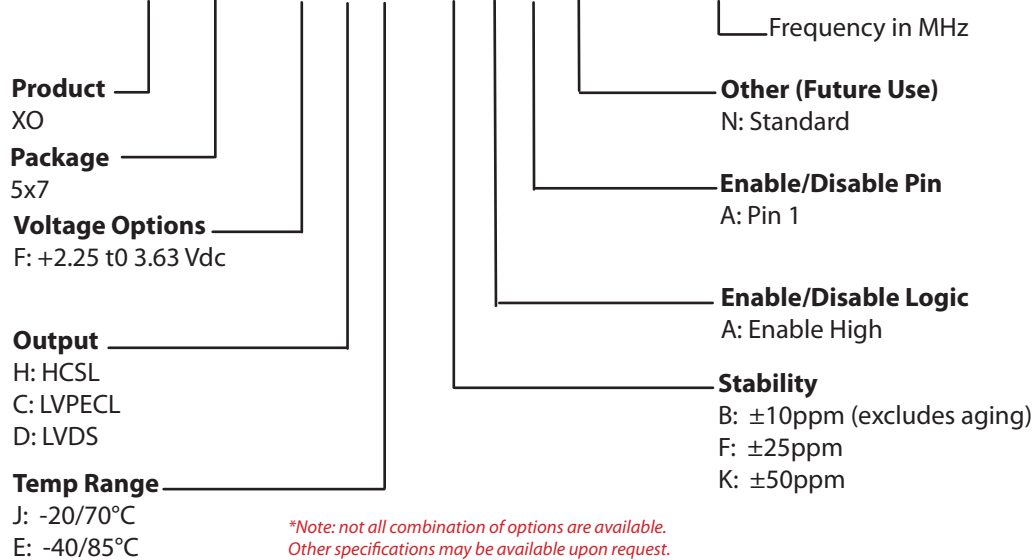 Frequency in MHz
Product
XO
Package
5x7
Voltage Options
F: +2.25 t0 3.63 Vdc
Output
H: HCSL
C: LVPECL
D: LVDS
Temp Range
J: -20/70°C
E: -40/85°C
Other (Future Use)
N: Standard
Enable/Disable Pin
A: Pin 1
Enable/Disable Logic
A: Enable High
Stability
B: ±10ppm (excludes aging)
F: ±25ppm
K: ±50ppm
*Note: not all combination of options are available.
Other specifications may be available upon request.